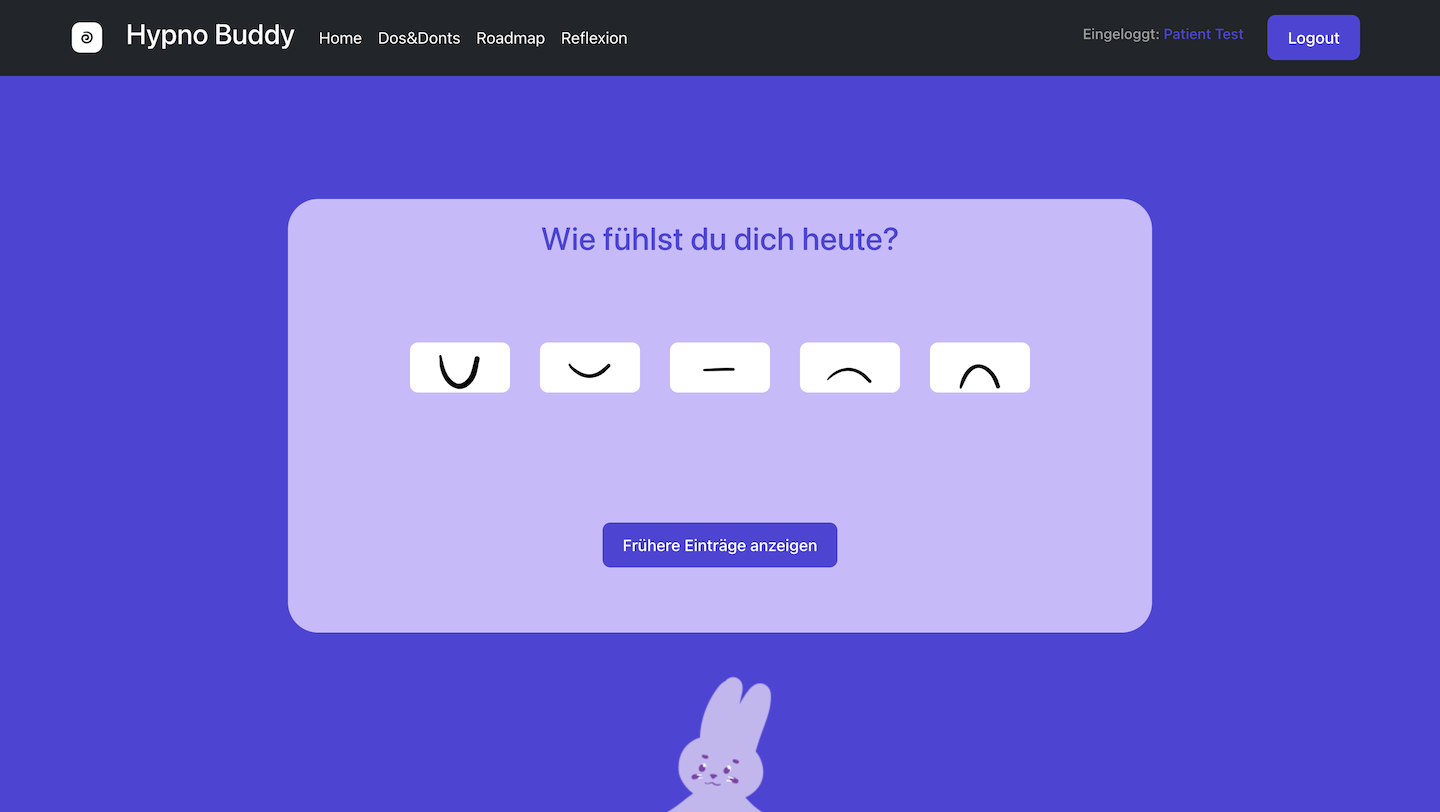 Hypno Buddy
Home Dos&Donts Roadmap Reflexion
Eingeloggt: Patient Test
Logout
Wie fühlst du dich heute?
Frühere Einträge anzeigen